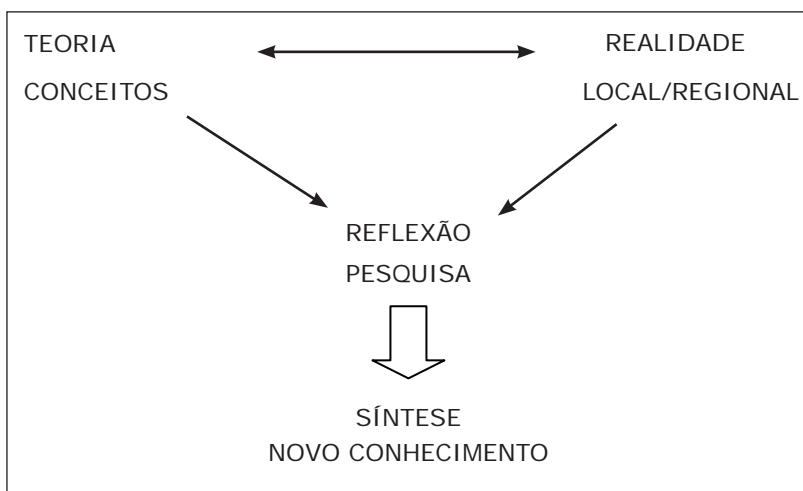 TEORIA
CONCEITOS
REALIDADE
LOCAL/REGIONAL
REFLEXÃO
PESQUISA
SÍNTESE
NOVO CONHECIMENTO